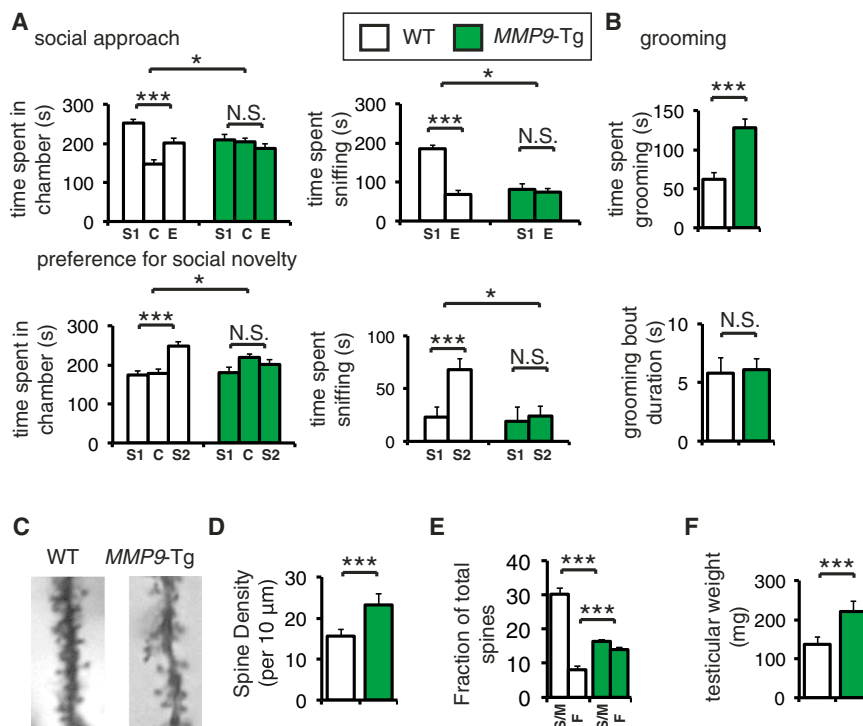 A
social approach
WT
MMP9-Tg
B
grooming
time spent in
chamber (s)
300
200
100
0
*
***
N.S.
S1 C E
S1 C E
time spent
sniffing (s)
300
200
100
0
*
***
N.S.
S1 E
S1 E
time spent
grooming (s)
150
100
50
0
***
preference for social novelty
time spent in
chamber (s)
300
200
100
0
*
***
N.S.
S1 C S2
S1 C S2
time spent
sniffing (s)
100
50
0
*
***
N.S.
S1 S2
S1 S2
grooming bout
duration (s)
10
5
0
N.S.
C
WT
MMP9-Tg
D
Spine Density
(per 10 µm)
30
20
10
0
***
E
Fraction of total
spines
40
30
20
10
0
***
***
S/M
F
S/M
F
F
testicular weight
(mg)
300
200
100
0
***